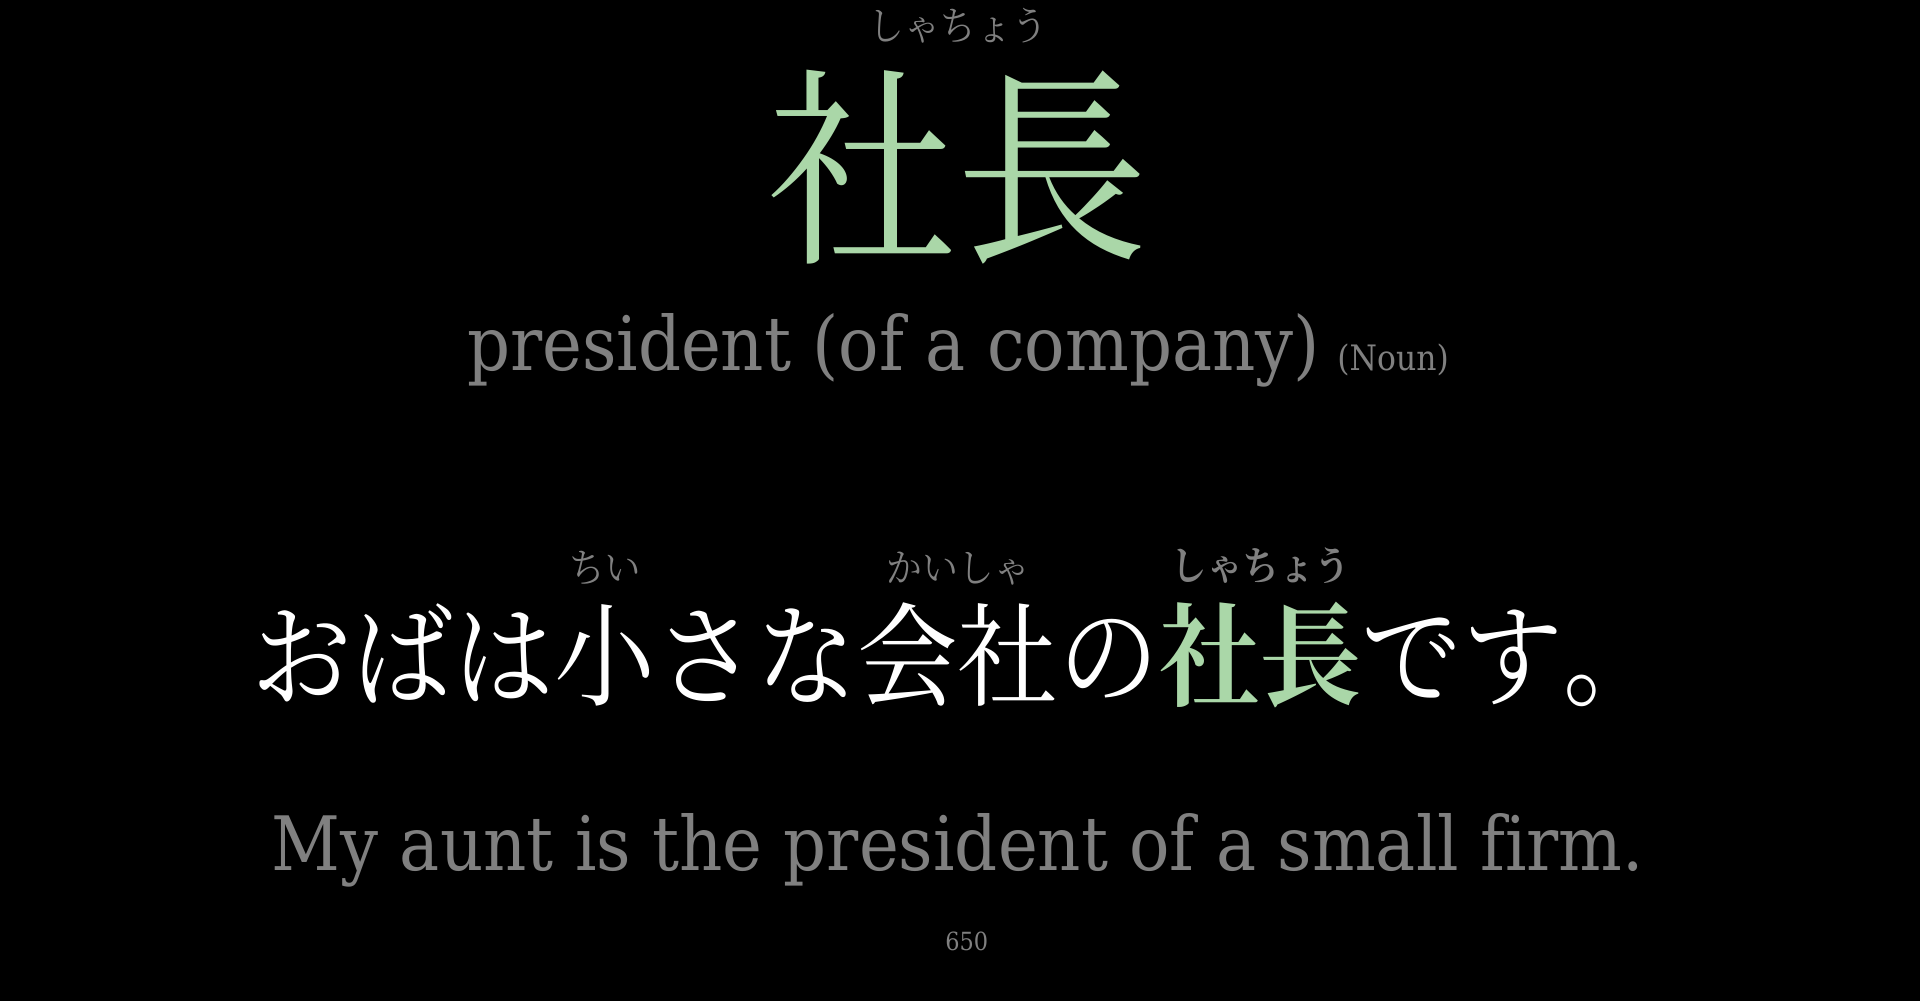 しゃちょう
社長
president (of a company) (Noun)
ちい かいしゃ しゃちょう
おばは小さな会社の社長です。
My aunt is the president of a small firm.
650